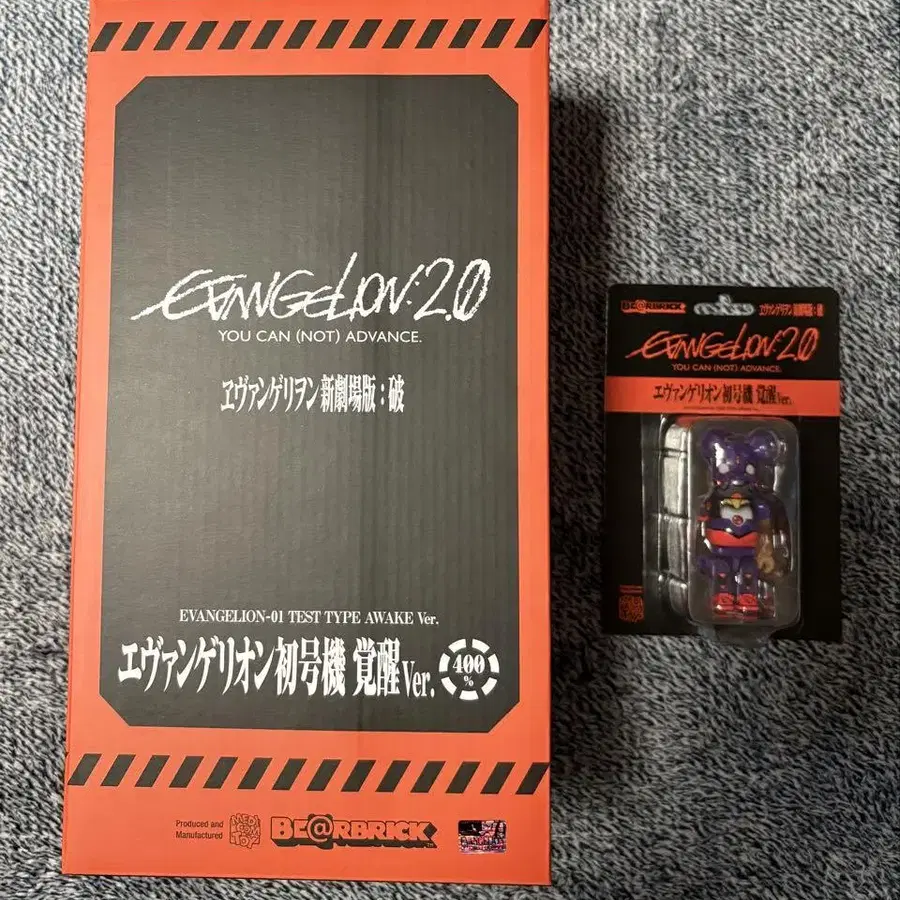 EVANGELION:2.0
YOU CAN (NOT) ADVANCE.
ヱヴァンゲリヲン新劇場版:破
EVANGELION-01 TEST TYPE AWAKE Ver.
エヴァンゲリオン初号機 覚醒Ver.
400
%
Produced and
Manufactured
MEDI
COM
TOY
BE@RBRICK
BE@RBRICK
ヱヴァンゲリヲン新劇場版:破
EVANGELION:2.0
YOU CAN (NOT) ADVANCE.
エヴァンゲリオン初号機 覚醒Ver.